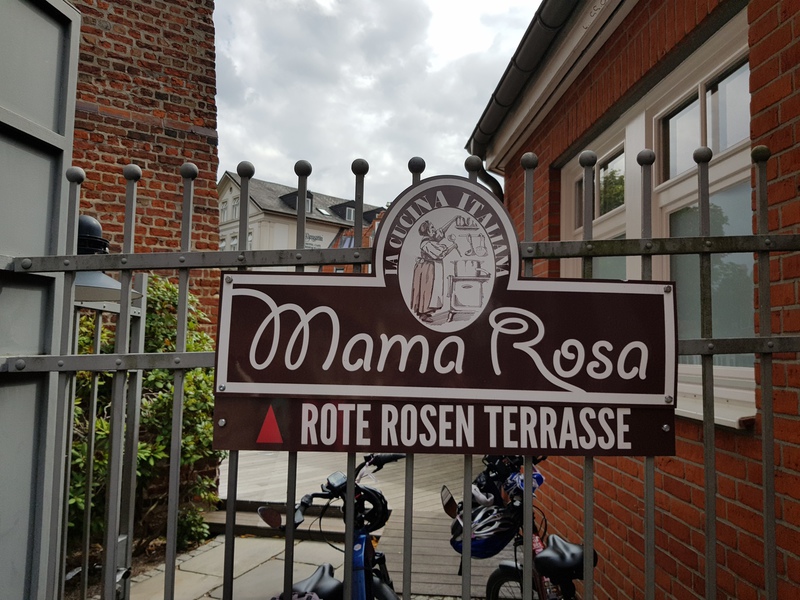 LA CUCINA ITALIANA
Mama Rosa
ROTE ROSEN TERRASSE